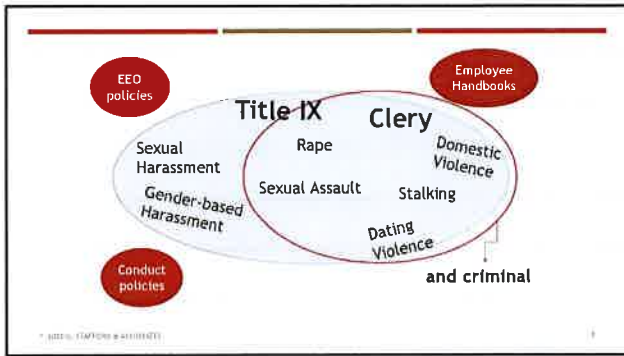 EEO
policies
Employee
Handbooks
Title IX
Clery
Sexual
Harassment
Rape
Domestic
Violence
Sexual Assault
Stalking
Gender-based
Harassment
Dating
Violence
Conduct
policies
and criminal